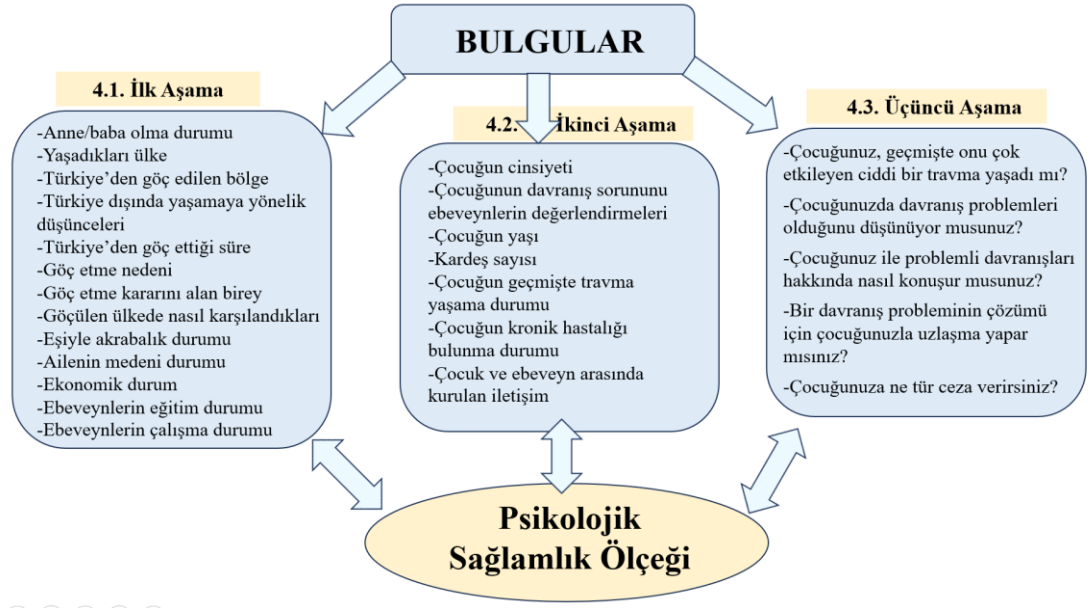 BULGULAR
4.1. İlk Aşama
-Anne/baba olma durumu
-Yaşadıkları ülke
-Türkiye'den göç edilen bölge
-Türkiye dışında yaşamaya yönelik
düşünceleri
-Türkiye'den göç ettiği süre
-Göç etme nedeni
-Göç etme kararını alan birey
-Göçülen ülkede nasıl karşılandıkları
-Eşiyle akrabalık durumu
-Ailenin medeni durumu
-Ekonomik durum
-Ebeveynlerin eğitim durumu
-Ebeveynlerin çalışma durumu
4.2. İkinci Aşama
-Çocuğun cinsiyeti
-Çocuğunun davranış sorununu
ebeveynlerin değerlendirmeleri
-Çocuğun yaşı
-Kardeş sayısı
-Çocuğun geçmişte travma
yaşama durumu
-Çocuğun kronik hastalığı
bulunma durumu
-Çocuk ve ebeveyn arasında
kurulan iletişim
4.3. Üçüncü Aşama
-Çocuğunuz, geçmişte onu çok
etkileyen ciddi bir travma yaşadı mı?
-Çocuğunuzda davranış problemleri
olduğunu düşünüyor musunuz?
-Çocuğunuz ile problemli davranışları
hakkında nasıl konuşur musunuz?
-Bir davranış probleminin çözümü
için çocuğunuzla uzlaşma yapar
mısınız?
-Çocuğunuza ne tür ceza verirsiniz?
Psikolojik
Sağlamlık Ölçeği